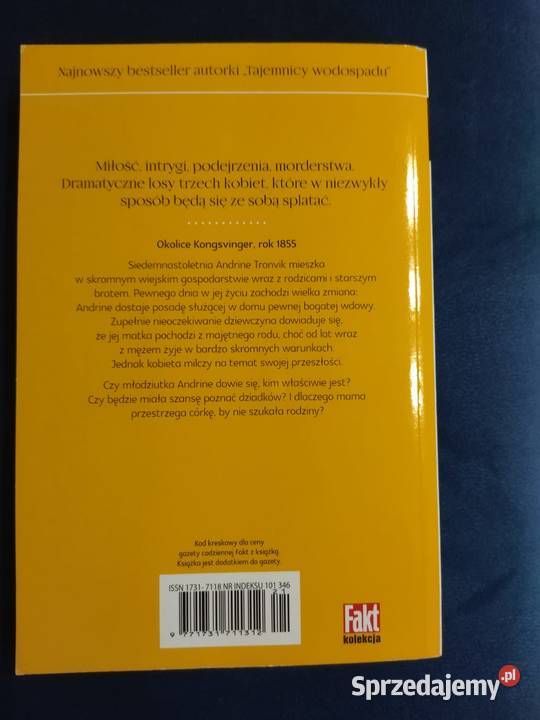 Najnowszy bestseller autorki „Tajemnicy wodospadu"
Miłość, intrygi, podejrzenia, morderstwa.
Dramatyczne losy trzech kobiet, które w niezwykły
sposób będą się ze sobą splatać.
Okolice Kongsvinger, rok 1855
Siedemnastoletnia Andrine Tronvik mieszka
w skromnym wiejskim gospodarstwie wraz z rodzicami i starszym
bratem. Pewnego dnia w jej życiu zachodzi wielka zmiana:
Andrine dostaje posadę służącej w domu pewnej bogatej wdowy.
Zupełnie nieoczekiwanie dziewczyna dowiaduje się,
że jej matka pochodzi z majętnego rodu, choć od lat wraz
z mężem żyje w bardzo skromnych warunkach.
Jednak kobieta milczy na temat swojej przeszłości.
Czy młodziutka Andrine dowie się, kim właściwie jest?
Czy będzie miała szansę poznać dziadków? I dlaczego mama
przestrzega córkę, by nie szukała rodziny?
Kod kreskowy dla ceny
gazety codziennej Fakt z książką.
Książka jest dodatkiem do gazety
ISSN 1731-7118 NR INDEKSU 101 346
21
9 771731 711312
Fakt
kolekcja
Sprzedajemy.pl